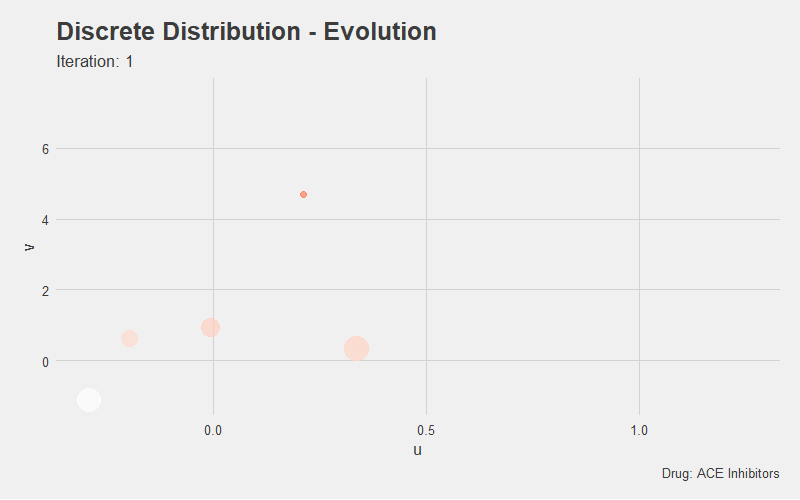 Discrete Distribution - Evolution
Iteration: 1
6
4
2
0
v
0.0
0.5
1.0
u
Drug: ACE Inhibitors